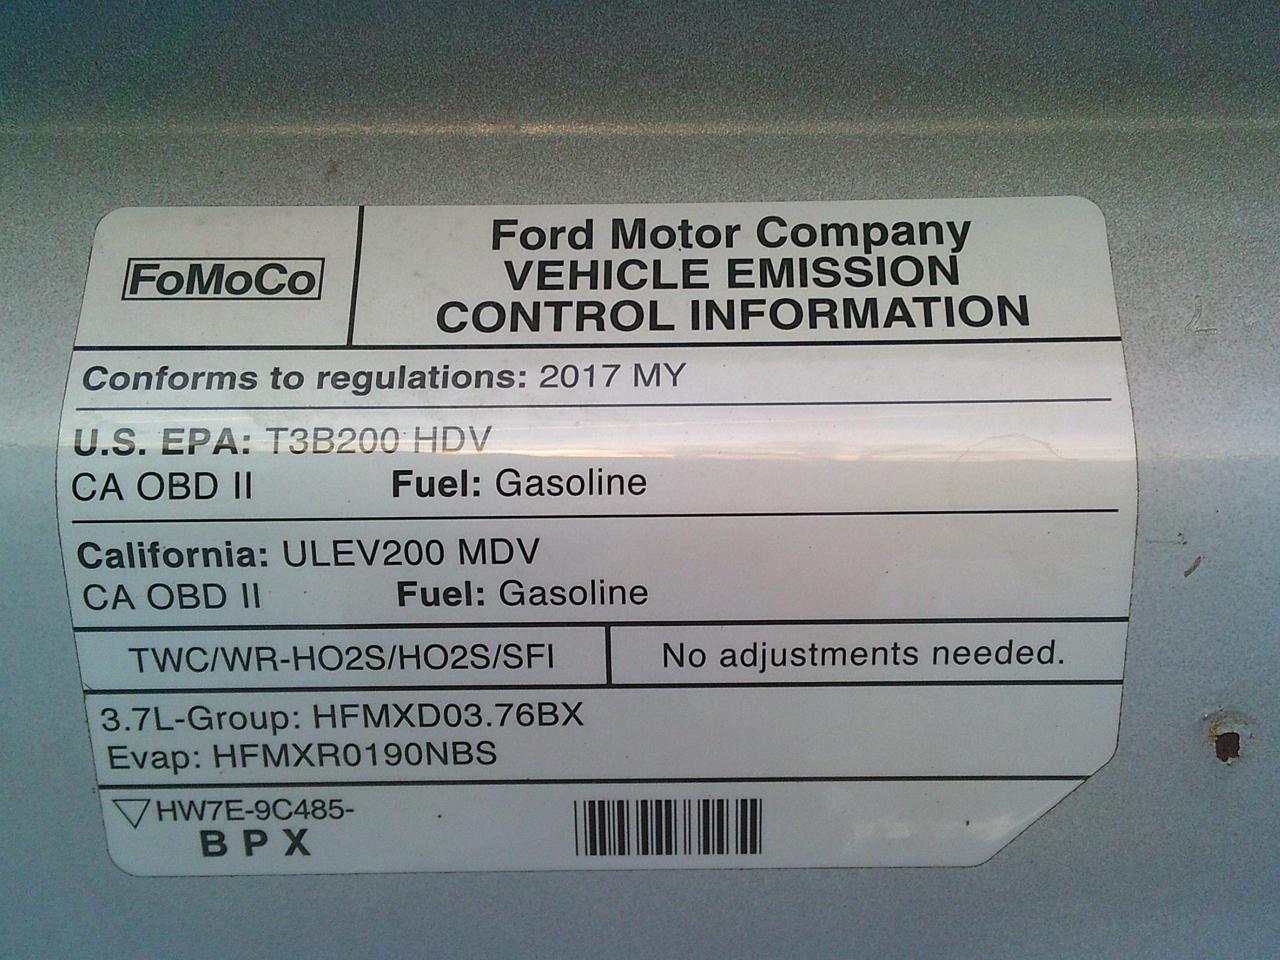 FoMoCo
Ford Motor Company
VEHICLE EMISSION
CONTROL INFORMATION
Conforms to regulations: 2017 MY
U.S. EPA: T3B200 HDV
CA OBD II Fuel: Gasoline
California: ULEV200 MDV
CA OBD II Fuel: Gasoline
TWC/WR-HO2S/HO2S/SFI
No adjustments needed.
3.7L-Group: HFMXD03.76BX
Evap: HFMXR0190NBS
HW7E-9C485-
BPX